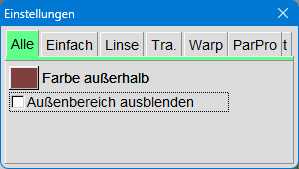 Einstellungen
Alle Einfach Linse Tra. Warp ParPro t
Farbe außerhalb
Außenbereich ausblenden